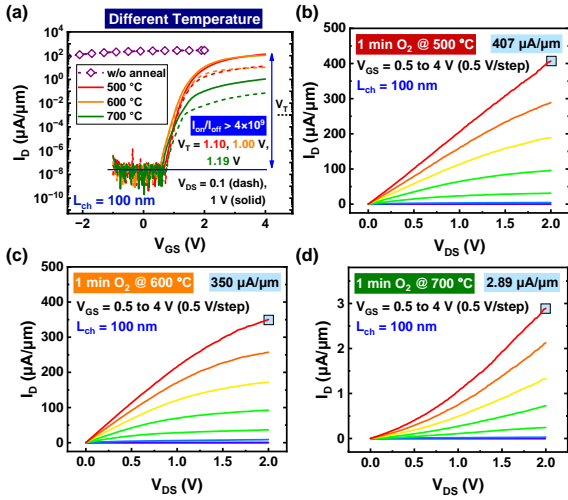 (a)
Different Temperature
10⁴
10²
10⁰
10⁻²
10⁻⁴
10⁻⁶
10⁻⁸
10⁻¹⁰
I_D (µA/µm)
w/o anneal
500 °C
600 °C
700 °C
V_T
I_on/I_off > 4×10⁹
V_T = 1.10, 1.00 V,
1.19 V
L_ch = 100 nm
V_DS = 0.1 (dash),
1 V (solid)
−2 0 2 4
V_GS (V)
(b)
1 min O₂ @ 500 °C
407 µA/µm
V_GS = 0.5 to 4 V (0.5 V/step)
L_ch = 100 nm
400
300
200
100
0
I_D (µA/µm)
0.0 0.5 1.0 1.5 2.0
V_DS (V)
(c)
1 min O₂ @ 600 °C
350 µA/µm
V_GS = 0.5 to 4 V (0.5 V/step)
L_ch = 100 nm
400
300
200
100
0
I_D (µA/µm)
0.0 0.5 1.0 1.5 2.0
V_DS (V)
(d)
1 min O₂ @ 700 °C
2.89 µA/µm
V_GS = 0.5 to 4 V (0.5 V/step)
L_ch = 100 nm
3
2
1
0
I_D (µA/µm)
0.0 0.5 1.0 1.5 2.0
V_DS (V)